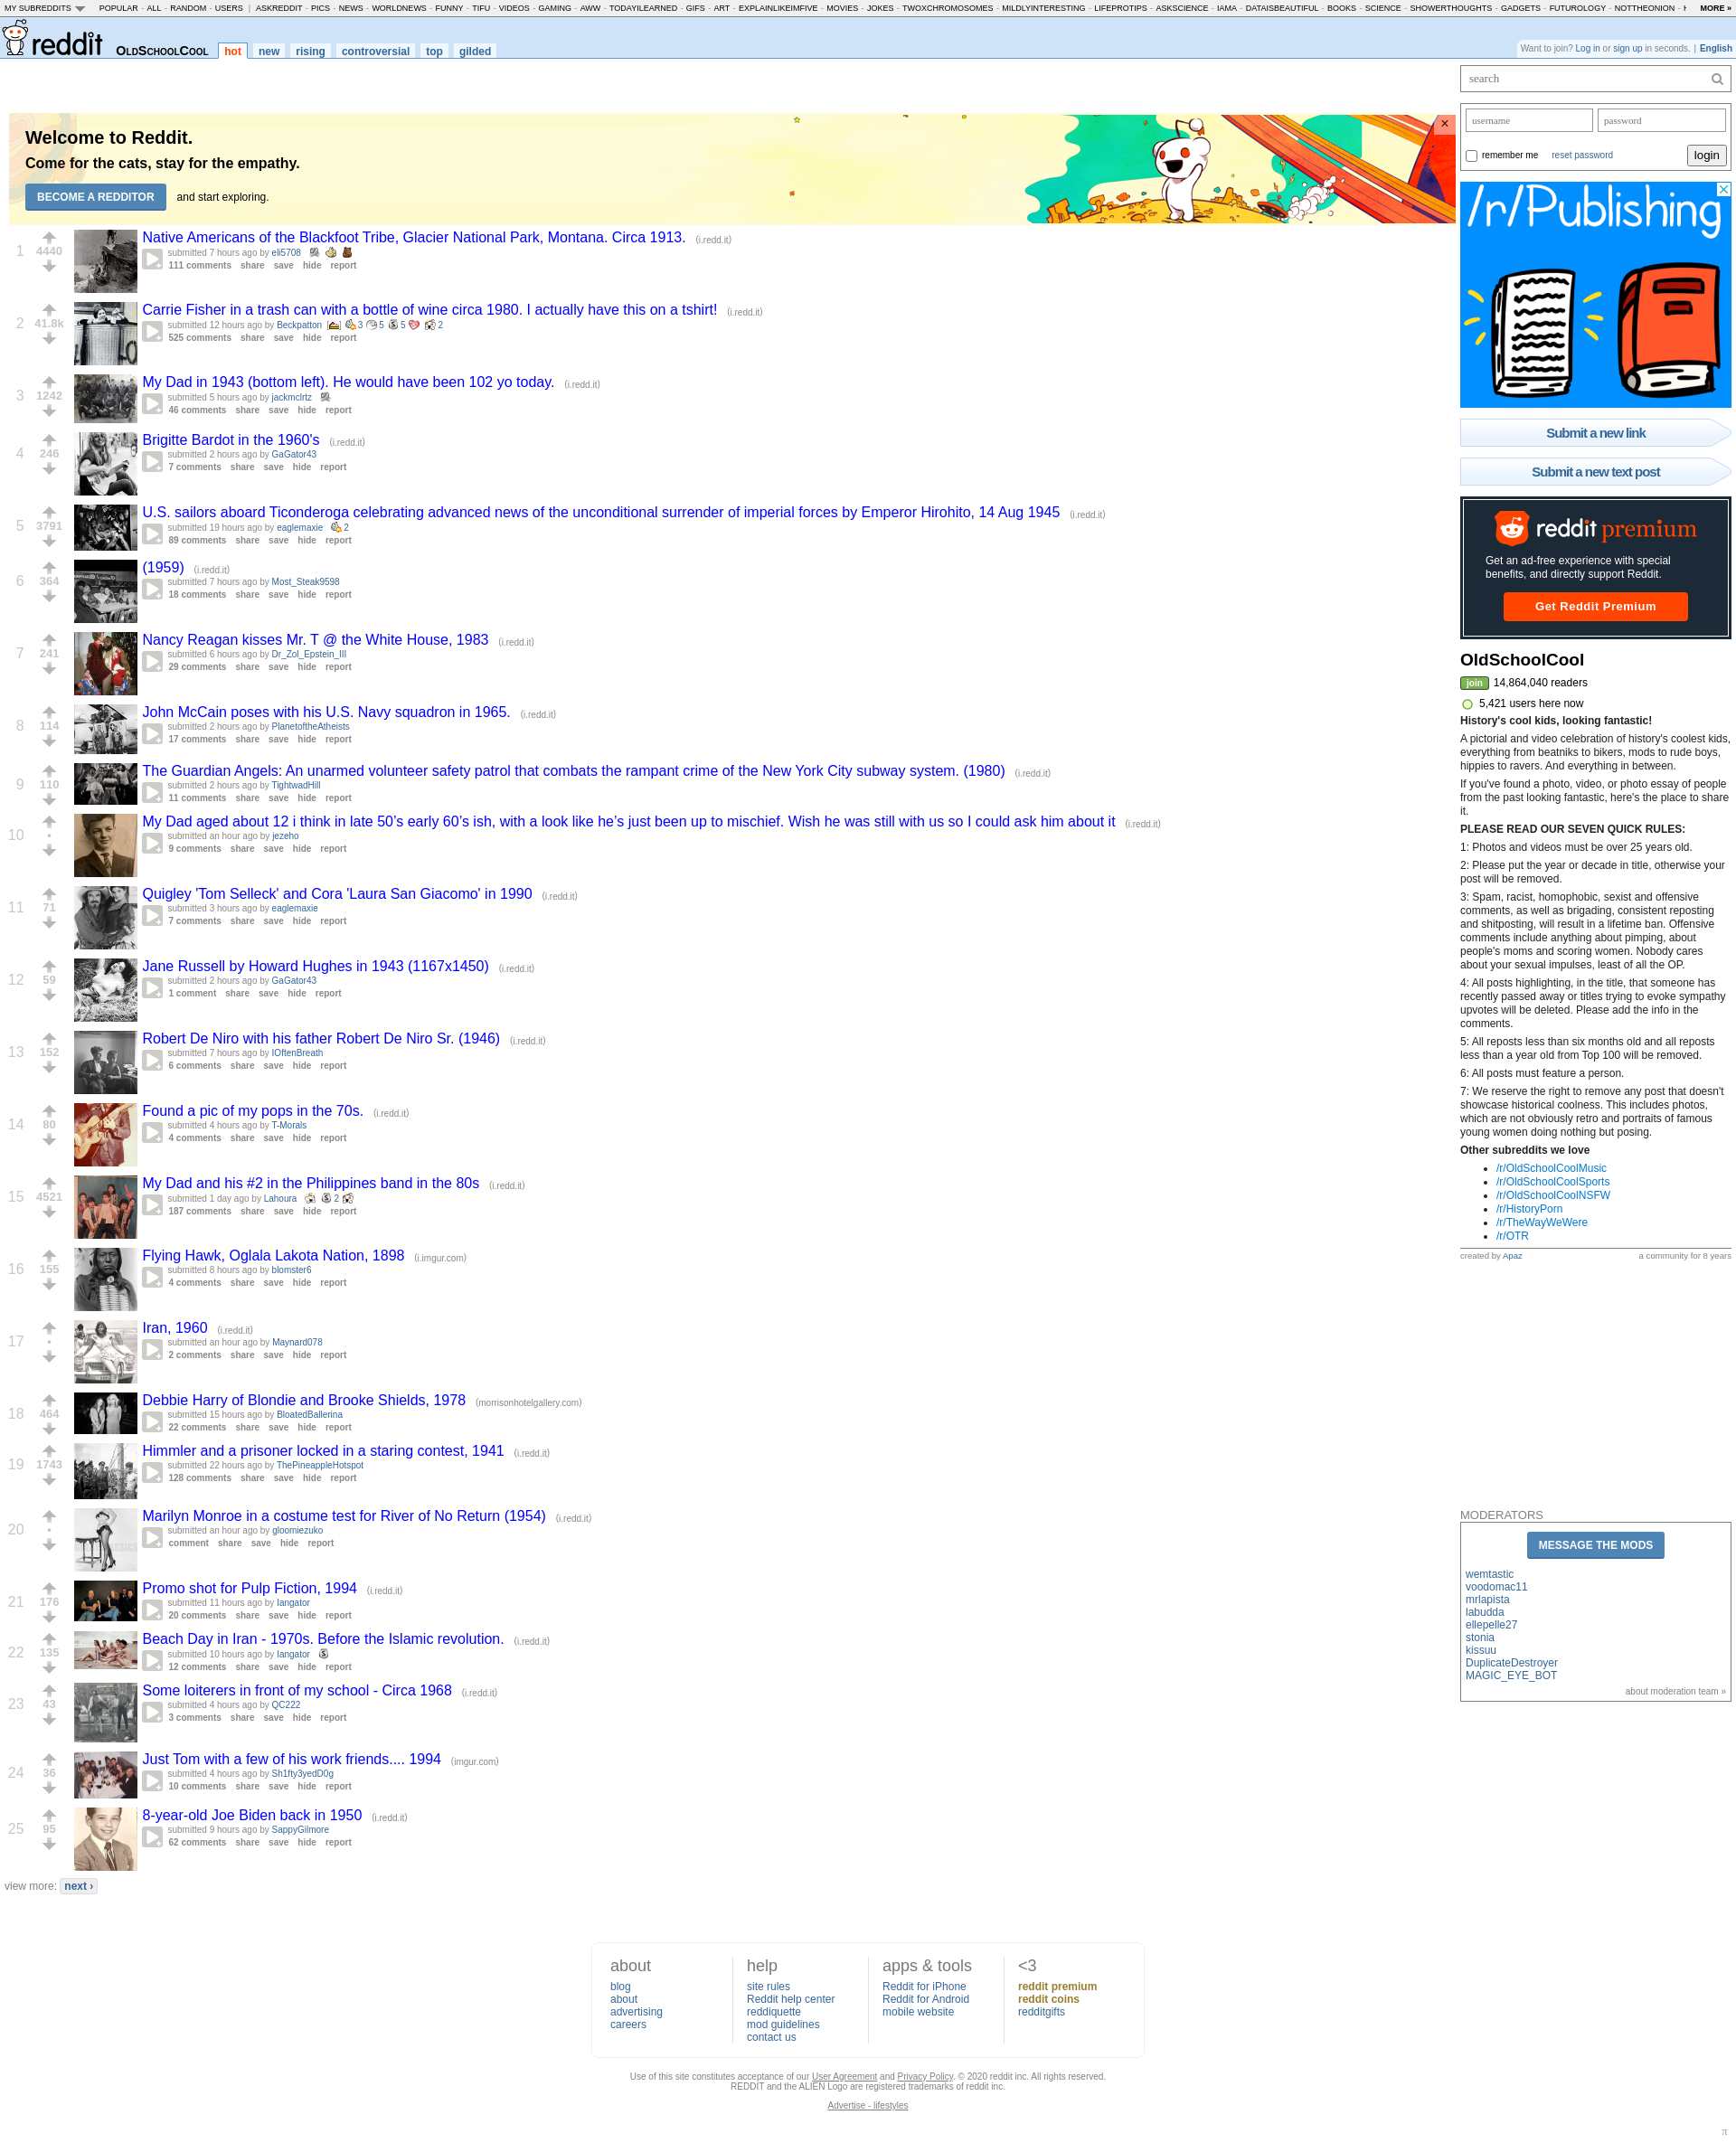 MY SUBREDDITS POPULAR - ALL - RANDOM - USERS | ASKREDDIT - PICS - NEWS - WORLDNEWS - FUNNY - TIFU - VIDEOS - GAMING - AWW - TODAYILEARNED - GIFS - ART - EXPLAINLIKEIMFIVE - MOVIES - JOKES - TWOXCHROMOSOMES - MILDLYINTERESTING - LIFEPROTIPS - ASKSCIENCE - IAMA - DATAISBEAUTIFUL - BOOKS - SCIENCE - SHOWERTHOUGHTS - GADGETS - FUTUROLOGY - NOTTHEONION - MORE »
reddit OLDSCHOOLCOOL hot new rising controversial top gilded
Want to join? Log in or sign up in seconds. | English
Welcome to Reddit.
Come for the cats, stay for the empathy.
BECOME A REDDITOR and start exploring.
×
1 4440 Native Americans of the Blackfoot Tribe, Glacier National Park, Montana. Circa 1913. (i.redd.it)
submitted 7 hours ago by eli5708
111 comments share save hide report
2 41.8k Carrie Fisher in a trash can with a bottle of wine circa 1980. I actually have this on a tshirt! (i.redd.it)
submitted 12 hours ago by Beckpatton 3 5 5 2
525 comments share save hide report
3 1242 My Dad in 1943 (bottom left). He would have been 102 yo today. (i.redd.it)
submitted 5 hours ago by jackmclrtz
46 comments share save hide report
4 246 Brigitte Bardot in the 1960's (i.redd.it)
submitted 2 hours ago by GaGator43
7 comments share save hide report
5 3791 U.S. sailors aboard Ticonderoga celebrating advanced news of the unconditional surrender of imperial forces by Emperor Hirohito, 14 Aug 1945 (i.redd.it)
submitted 19 hours ago by eaglemaxie 2
89 comments share save hide report
6 364 (1959) (i.redd.it)
submitted 7 hours ago by Most_Steak9598
18 comments share save hide report
7 241 Nancy Reagan kisses Mr. T @ the White House, 1983 (i.redd.it)
submitted 6 hours ago by Dr_Zol_Epstein_III
29 comments share save hide report
8 114 John McCain poses with his U.S. Navy squadron in 1965. (i.redd.it)
submitted 2 hours ago by PlanetoftheAtheists
17 comments share save hide report
9 110 The Guardian Angels: An unarmed volunteer safety patrol that combats the rampant crime of the New York City subway system. (1980) (i.redd.it)
submitted 2 hours ago by TightwadHill
11 comments share save hide report
10 • My Dad aged about 12 i think in late 50’s early 60’s ish, with a look like he’s just been up to mischief. Wish he was still with us so I could ask him about it (i.redd.it)
submitted an hour ago by jezeho
9 comments share save hide report
11 71 Quigley 'Tom Selleck' and Cora 'Laura San Giacomo' in 1990 (i.redd.it)
submitted 3 hours ago by eaglemaxie
7 comments share save hide report
12 59 Jane Russell by Howard Hughes in 1943 (1167x1450) (i.redd.it)
submitted 2 hours ago by GaGator43
1 comment share save hide report
13 152 Robert De Niro with his father Robert De Niro Sr. (1946) (i.redd.it)
submitted 7 hours ago by IOftenBreath
6 comments share save hide report
14 80 Found a pic of my pops in the 70s. (i.redd.it)
submitted 4 hours ago by T-Morals
4 comments share save hide report
15 4521 My Dad and his #2 in the Philippines band in the 80s (i.redd.it)
submitted 1 day ago by Lahoura 2
187 comments share save hide report
16 155 Flying Hawk, Oglala Lakota Nation, 1898 (i.imgur.com)
submitted 8 hours ago by blomster6
4 comments share save hide report
17 • Iran, 1960 (i.redd.it)
submitted an hour ago by Maynard078
2 comments share save hide report
18 464 Debbie Harry of Blondie and Brooke Shields, 1978 (morrisonhotelgallery.com)
submitted 15 hours ago by BloatedBallerina
22 comments share save hide report
19 1743 Himmler and a prisoner locked in a staring contest, 1941 (i.redd.it)
submitted 22 hours ago by ThePineappleHotspot
128 comments share save hide report
20 • Marilyn Monroe in a costume test for River of No Return (1954) (i.redd.it)
submitted an hour ago by gloomiezuko
comment share save hide report
21 176 Promo shot for Pulp Fiction, 1994 (i.redd.it)
submitted 11 hours ago by Iangator
20 comments share save hide report
22 135 Beach Day in Iran - 1970s. Before the Islamic revolution. (i.redd.it)
submitted 10 hours ago by Iangator
12 comments share save hide report
23 43 Some loiterers in front of my school - Circa 1968 (i.redd.it)
submitted 4 hours ago by QC222
3 comments share save hide report
24 36 Just Tom with a few of his work friends.... 1994 (imgur.com)
submitted 4 hours ago by Sh1fty3yedD0g
10 comments share save hide report
25 95 8-year-old Joe Biden back in 1950 (i.redd.it)
submitted 9 hours ago by SappyGilmore
62 comments share save hide report
view more: next ›
search
username password
remember me reset password login
/r/Publishing
Submit a new link
Submit a new text post
reddit premium
Get an ad-free experience with special
benefits, and directly support Reddit.
Get Reddit Premium
OldSchoolCool
join 14,864,040 readers
5,421 users here now
History's cool kids, looking fantastic!
A pictorial and video celebration of history's coolest kids,
everything from beatniks to bikers, mods to rude boys,
hippies to ravers. And everything in between.
If you've found a photo, video, or photo essay of people
from the past looking fantastic, here's the place to share
it.
PLEASE READ OUR SEVEN QUICK RULES:
1: Photos and videos must be over 25 years old.
2: Please put the year or decade in title, otherwise your
post will be removed.
3: Spam, racist, homophobic, sexist and offensive
comments, as well as brigading, consistent reposting
and shitposting, will result in a lifetime ban. Offensive
comments include anything about pimping, about
people's moms and scoring women. Nobody cares
about your sexual impulses, least of all the OP.
4: All posts highlighting, in the title, that someone has
recently passed away or titles trying to evoke sympathy
upvotes will be deleted. Please add the info in the
comments.
5: All reposts less than six months old and all reposts
less than a year old from Top 100 will be removed.
6: All posts must feature a person.
7: We reserve the right to remove any post that doesn't
showcase historical coolness. This includes photos,
which are not obviously retro and portraits of famous
young women doing nothing but posing.
Other subreddits we love
• /r/OldSchoolCoolMusic
• /r/OldSchoolCoolSports
• /r/OldSchoolCoolNSFW
• /r/HistoryPorn
• /r/TheWayWeWere
• /r/OTR
created by Apaz a community for 8 years
MODERATORS
MESSAGE THE MODS
wemtastic
voodomac11
mrlapista
labudda
ellepelle27
stonia
kissuu
DuplicateDestroyer
MAGIC_EYE_BOT
about moderation team »
about
blog
about
advertising
careers
help
site rules
Reddit help center
reddiquette
mod guidelines
contact us
apps & tools
Reddit for iPhone
Reddit for Android
mobile website
<3
reddit premium
reddit coins
redditgifts
Use of this site constitutes acceptance of our User Agreement and Privacy Policy. © 2020 reddit inc. All rights reserved.
REDDIT and the ALIEN Logo are registered trademarks of reddit inc.
Advertise - lifestyles
π